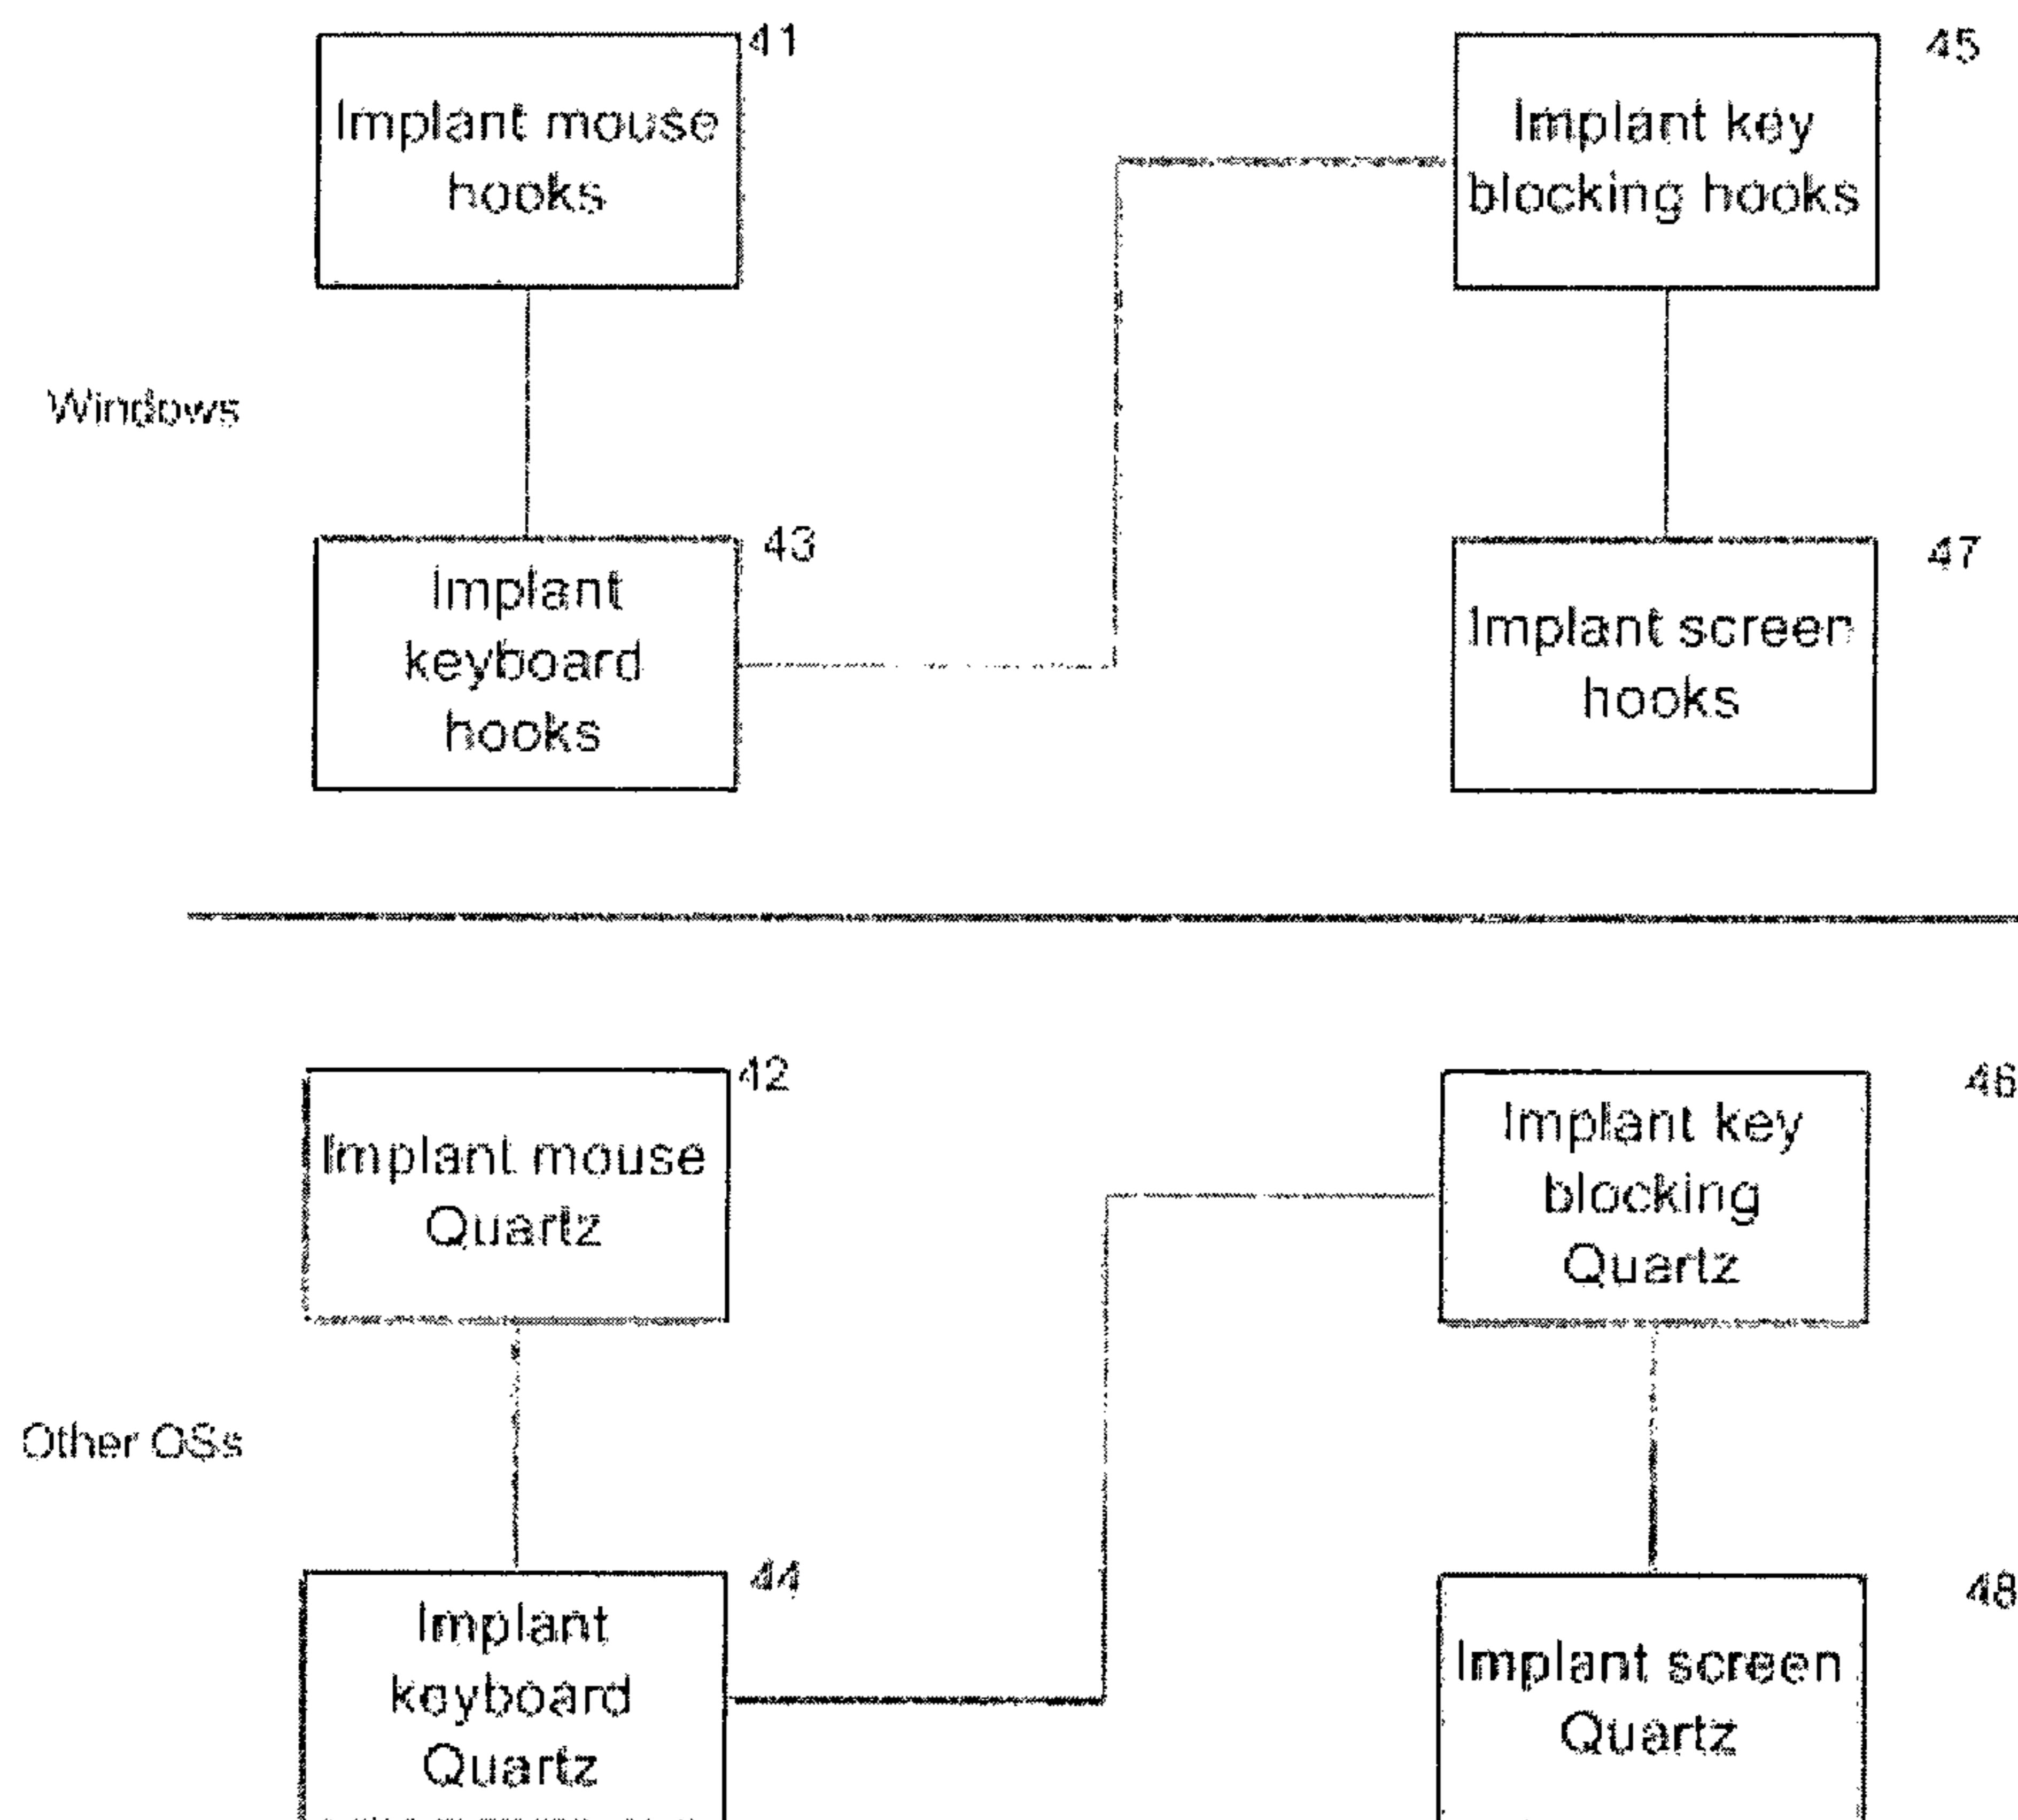 41
Implant mouse
hooks
45
Implant key
blocking hooks
Windows
43
Implant
keyboard
hooks
47
Implant screen
hooks
42
Implant mouse
Quartz
46
Implant key
blocking
Quartz
Other OSs
44
Implant
keyboard
Quartz
48
Implant screen
Quartz